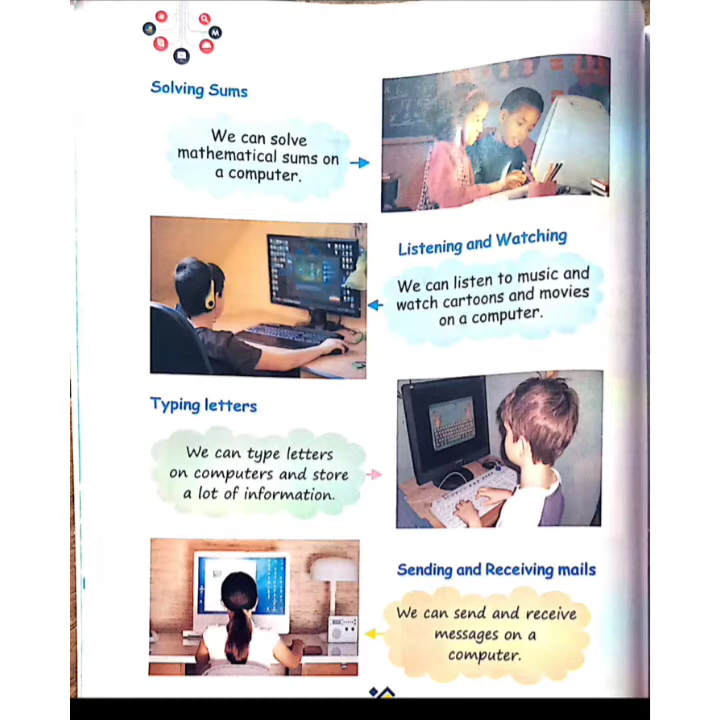 Solving Sums
We can solve
mathematical sums on
a computer.
Listening and Watching
We can listen to music and
watch cartoons and movies
on a computer.
Typing letters
We can type letters
on computers and store
a lot of information.
Sending and Receiving mails
We can send and receive
messages on a
computer.